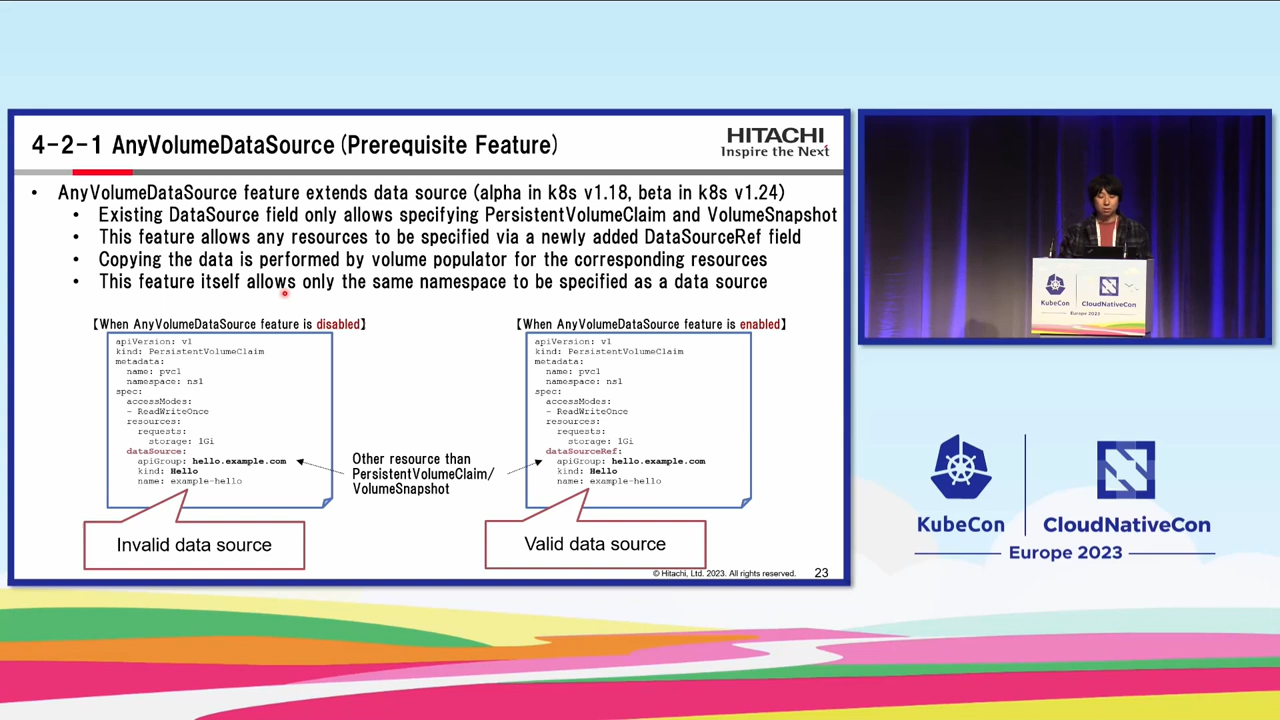 4-2-1 AnyVolumeDataSource (Prerequisite Feature)
HITACHI
Inspire the Next
• AnyVolumeDataSource feature extends data source (alpha in k8s v1.18, beta in k8s v1.24)
• Existing DataSource field only allows specifying PersistentVolumeClaim and VolumeSnapshot
• This feature allows any resources to be specified via a newly added DataSourceRef field
• Copying the data is performed by volume populator for the corresponding resources
• This feature itself allows only the same namespace to be specified as a data source
【When AnyVolumeDataSource feature is disabled】
apiVersion: v1
kind: PersistentVolumeClaim
metadata:
name: pvc1
namespace: ns1
spec:
accessModes:
- ReadWriteOnce
resources:
requests:
storage: 1Gi
dataSource:
apiGroup: hello.example.com
kind: Hello
name: example-hello
Invalid data source
Other resource than
PersistentVolumeClaim/
VolumeSnapshot
【When AnyVolumeDataSource feature is enabled】
apiVersion: v1
kind: PersistentVolumeClaim
metadata:
name: pvc1
namespace: ns1
spec:
accessModes:
- ReadWriteOnce
resources:
requests:
storage: 1Gi
dataSourceRef:
apiGroup: hello.example.com
kind: Hello
name: example-hello
Valid data source
© Hitachi, Ltd. 2023. All rights reserved.
23
KubeCon
CloudNativeCon
Europe 2023
KubeCon
CloudNativeCon
Europe 2023